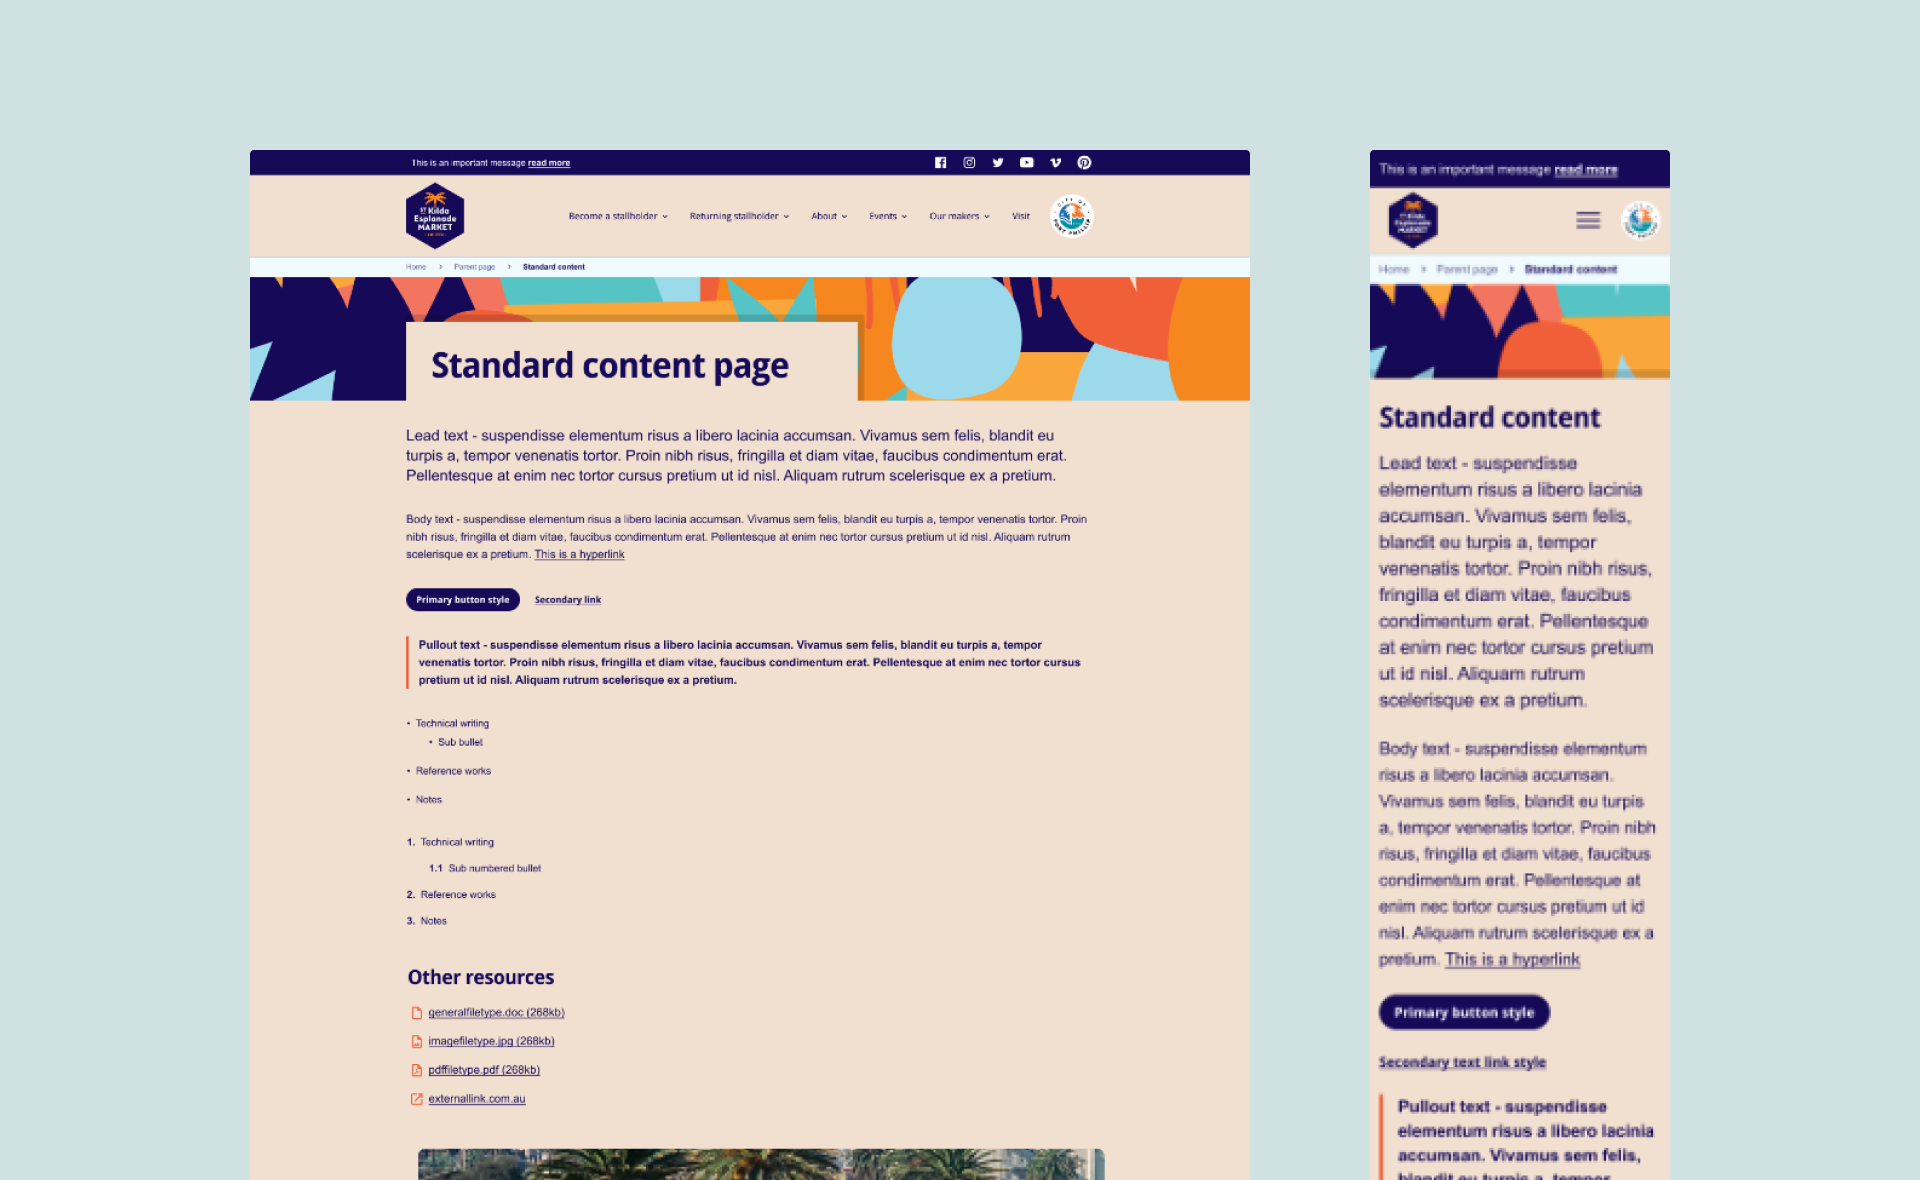 This is an important message read more
ST Kilda
Esplanade
MARKET
Become a stallholder
Returning stallholder
About
Events
Our makers
Visit
CITY OF
PORT PHILLIP
Home
Parent page
Standard content
Standard content page
Lead text - suspendisse elementum risus a libero lacinia accumsan. Vivamus sem felis, blandit eu
turpis a, tempor venenatis tortor. Proin nibh risus, fringilla et diam vitae, faucibus condimentum erat.
Pellentesque at enim nec tortor cursus pretium ut id nisl. Aliquam rutrum scelerisque ex a pretium.
Body text - suspendisse elementum risus a libero lacinia accumsan. Vivamus sem felis, blandit eu turpis a, tempor venenatis tortor. Proin
nibh risus, fringilla et diam vitae, faucibus condimentum erat. Pellentesque at enim nec tortor cursus pretium ut id nisl. Aliquam rutrum
scelerisque ex a pretium. This is a hyperlink
Primary button style
Secondary link
Pullout text - suspendisse elementum risus a libero lacinia accumsan. Vivamus sem felis, blandit eu turpis a, tempor
venenatis tortor. Proin nibh risus, fringilla et diam vitae, faucibus condimentum erat. Pellentesque at enim nec tortor cursus
pretium ut id nisl. Aliquam rutrum scelerisque ex a pretium.
• Technical writing
• Sub bullet
• Reference works
• Notes
1. Technical writing
1.1 Sub numbered bullet
2. Reference works
3. Notes
Other resources
generalfiletype.doc (268kb)
imagefiletype.jpg (268kb)
pdffiletype.pdf (268kb)
externallink.com.au
This is an important message read more
ST Kilda
Esplanade
MARKET
Home
Parent page
Standard content
Standard content
Lead text - suspendisse
elementum risus a libero lacinia
accumsan. Vivamus sem felis,
blandit eu turpis a, tempor
venenatis tortor. Proin nibh risus,
fringilla et diam vitae, faucibus
condimentum erat. Pellentesque
at enim nec tortor cursus pretium
ut id nisl. Aliquam rutrum
scelerisque ex a pretium.
Body text - suspendisse elementum
risus a libero lacinia accumsan.
Vivamus sem felis, blandit eu turpis
a, tempor venenatis tortor. Proin nibh
risus, fringilla et diam vitae, faucibus
condimentum erat. Pellentesque at
enim nec tortor cursus pretium ut id
nisl. Aliquam rutrum scelerisque ex a
pretium. This is a hyperlink
Primary button style
Secondary text link style
Pullout text - suspendisse
elementum risus a libero lacinia
accumsan. Vivamus sem felis,
blandit eu turpis a, tempor